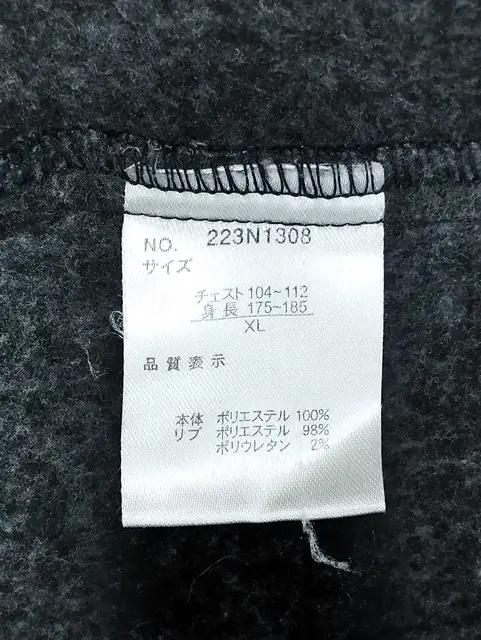 NO. 223N1308
サイズ
チェスト 104~112
身長 175~185
XL
品質表示
本体 ポリエステル 100%
リブ ポリエステル 98%
ポリウレタン 2%